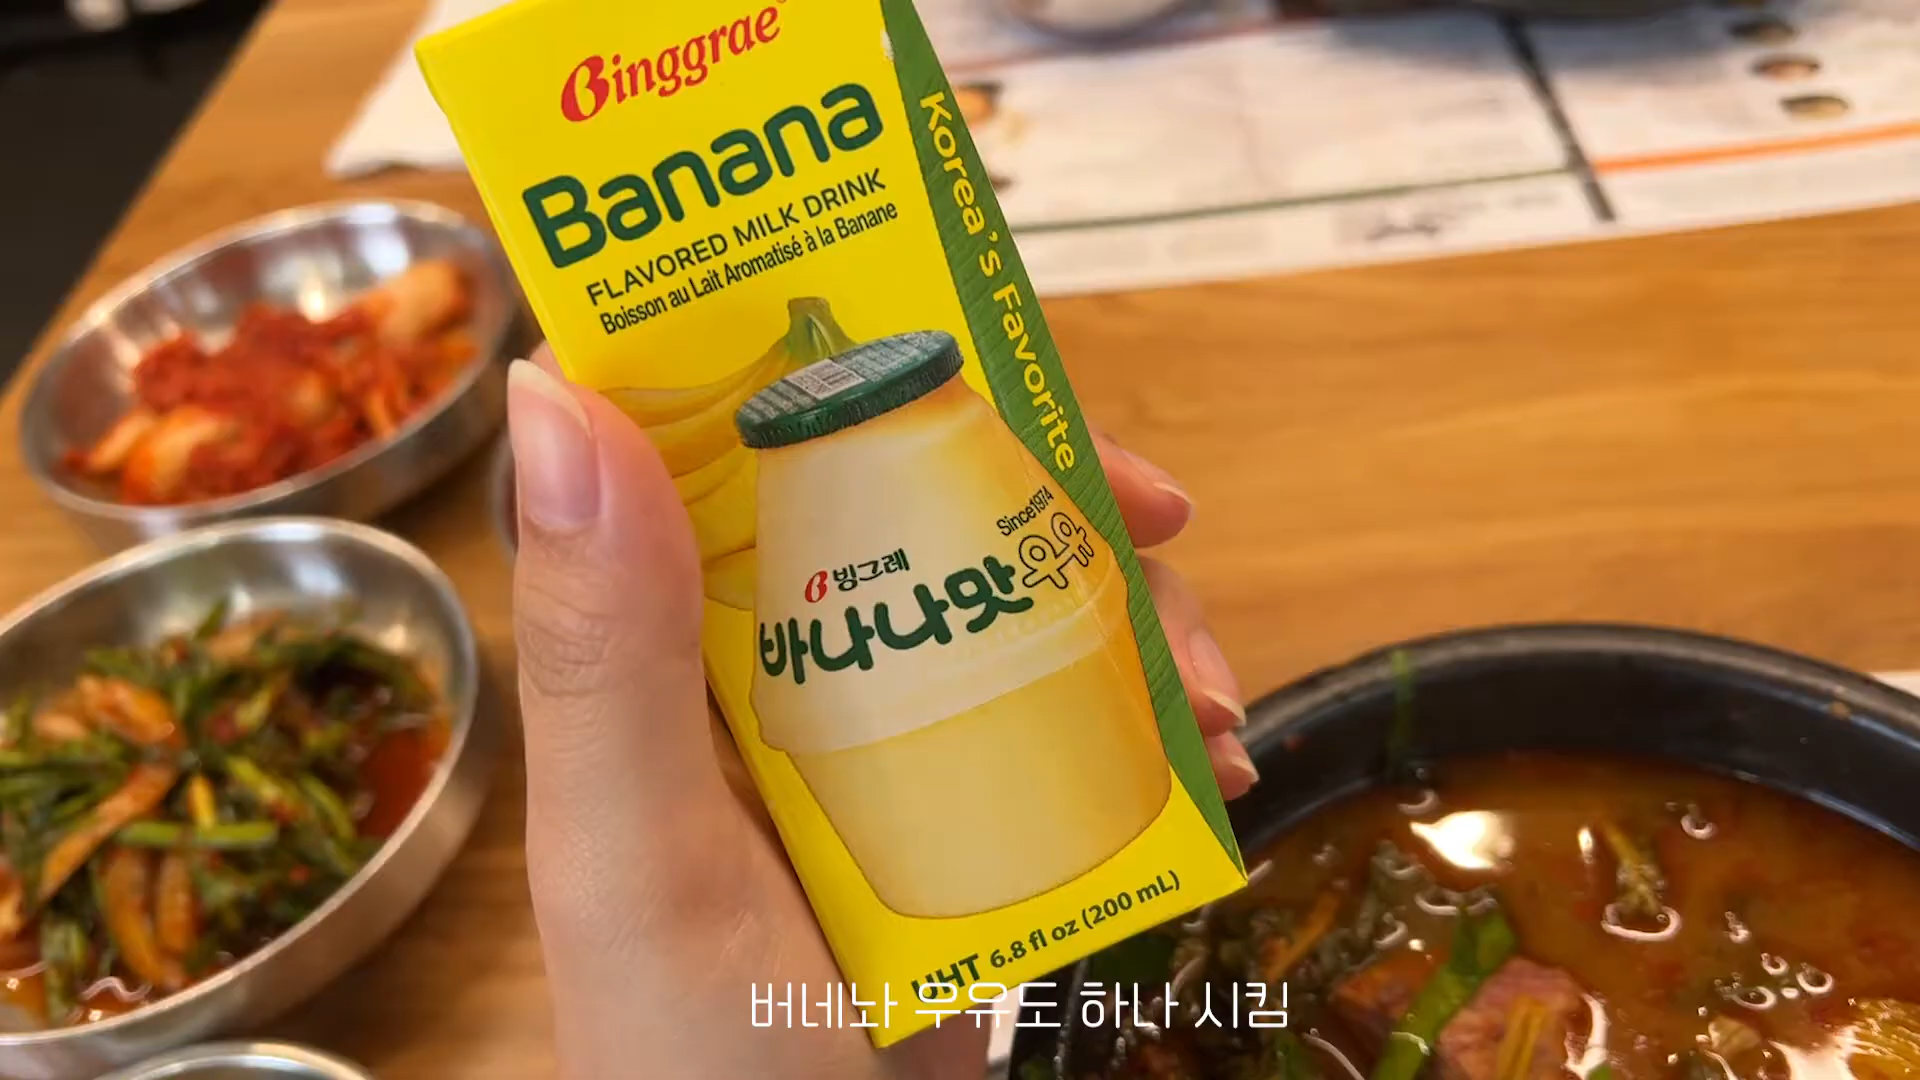 Binggrae
Banana
FLAVORED MILK DRINK
Boisson au Lait Aromatisé à la Banane
Korea's Favorite
Since1974
빙그레
바나나맛우유
UHT 6.8 fl oz (200 mL)
버네놔 우유도 하나 시킴